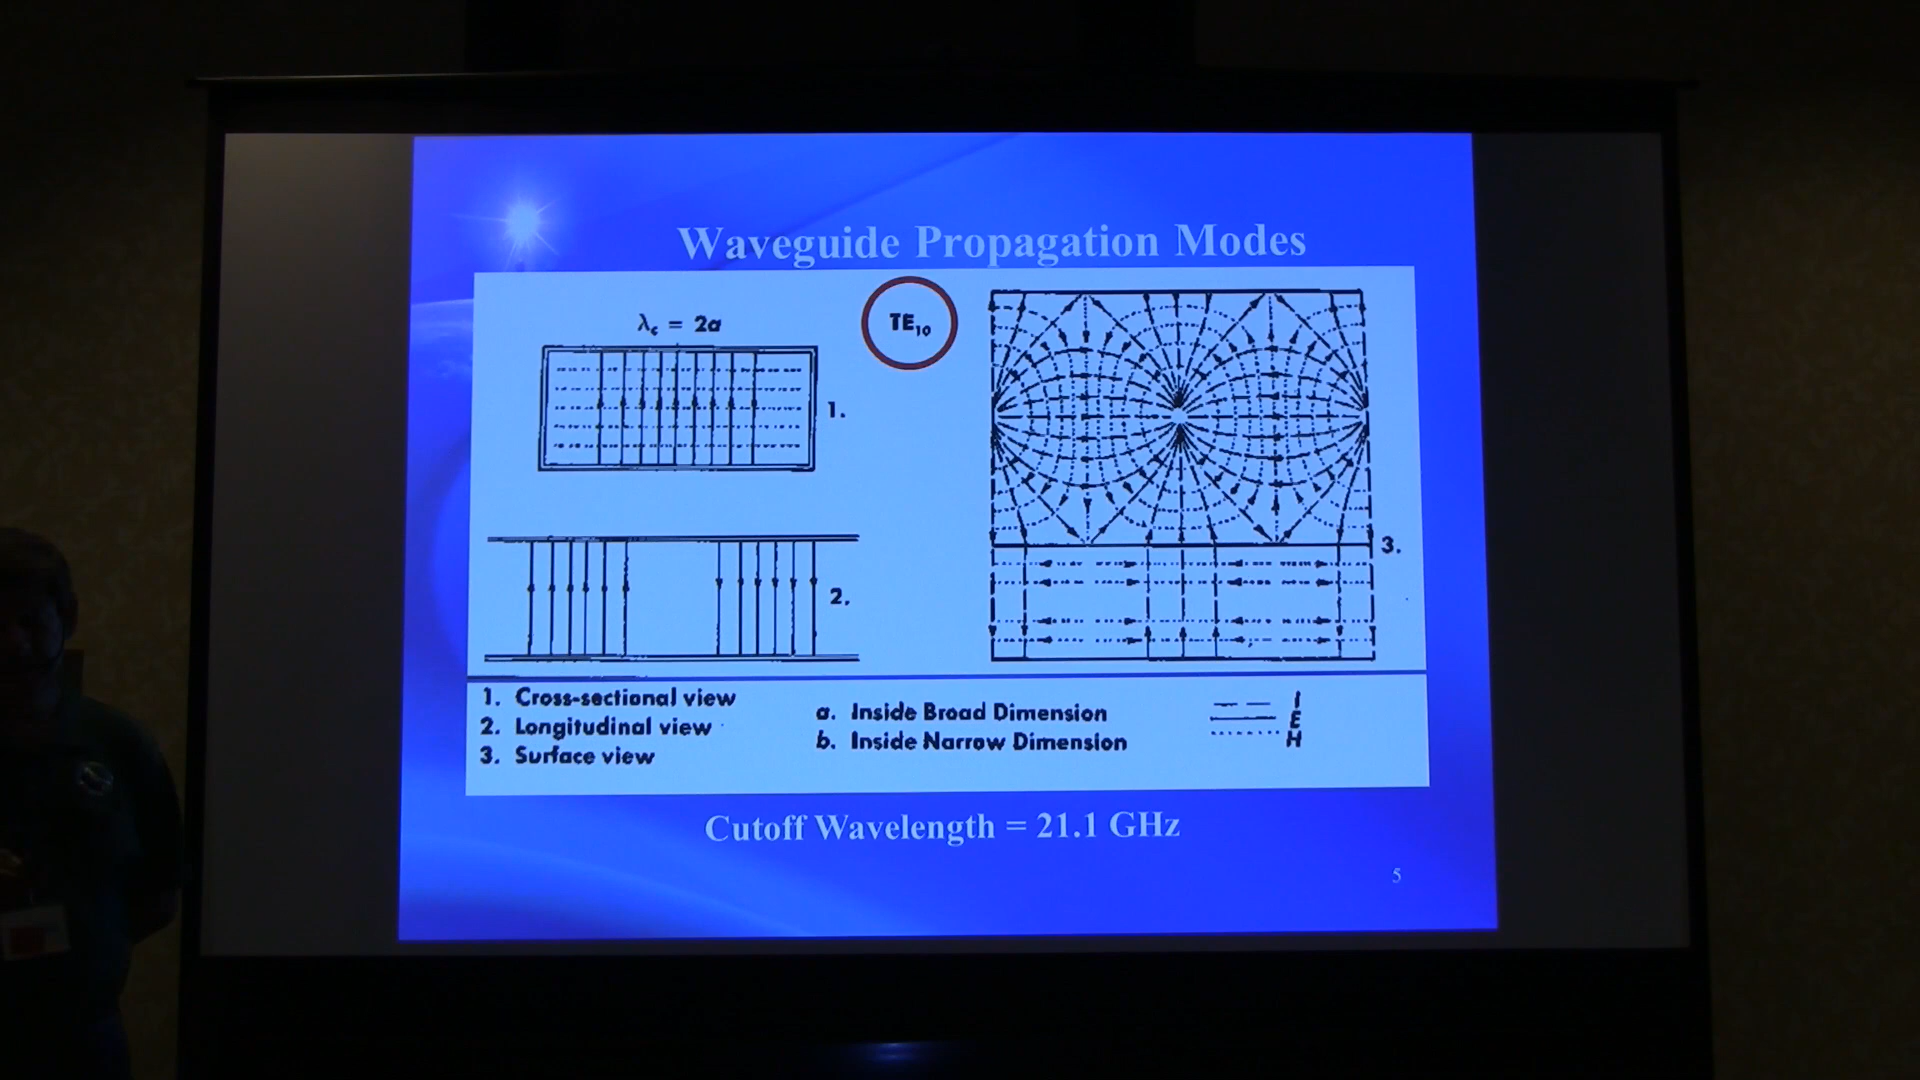 Waveguide Propagation Modes
λc = 2a
TE10
1.
2.
3.
1. Cross-sectional view
2. Longitudinal view
3. Surface view
a. Inside Broad Dimension
b. Inside Narrow Dimension
I
E
H
Cutoff Wavelength = 21.1 GHz
5